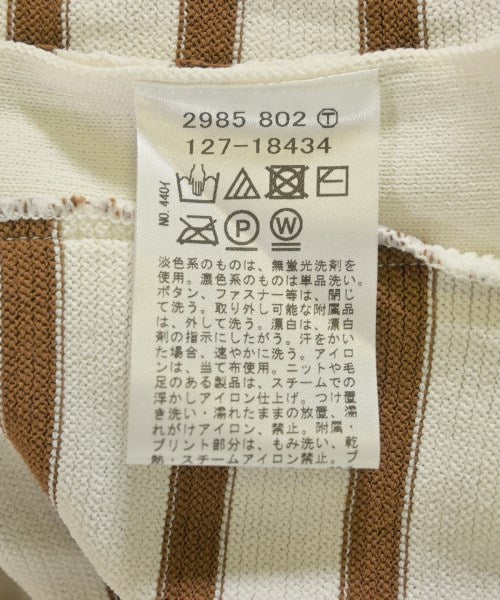 2985 802 Ⓣ
127-18434
NO. 4404
P
W
淡色系のものは、無蛍光洗剤を
使用。濃色系のものは単品洗い。
ボタン、ファスナー等は、閉じ
て洗う。取り外し可能な附属品
は、外して洗う。漂白は、漂白
剤の指示にしたがう。汗をかい
た場合、速やかに洗う。アイロ
ンは、当て布使用。ニットや毛
足のある製品は、スチームでの
浮かしアイロン仕上げ。つけ置
き洗い・濡れたままの放置、濡
れがけアイロン、禁止。附属・
プリント部分は、もみ洗い、乾
熱・スチームアイロン禁止。プ